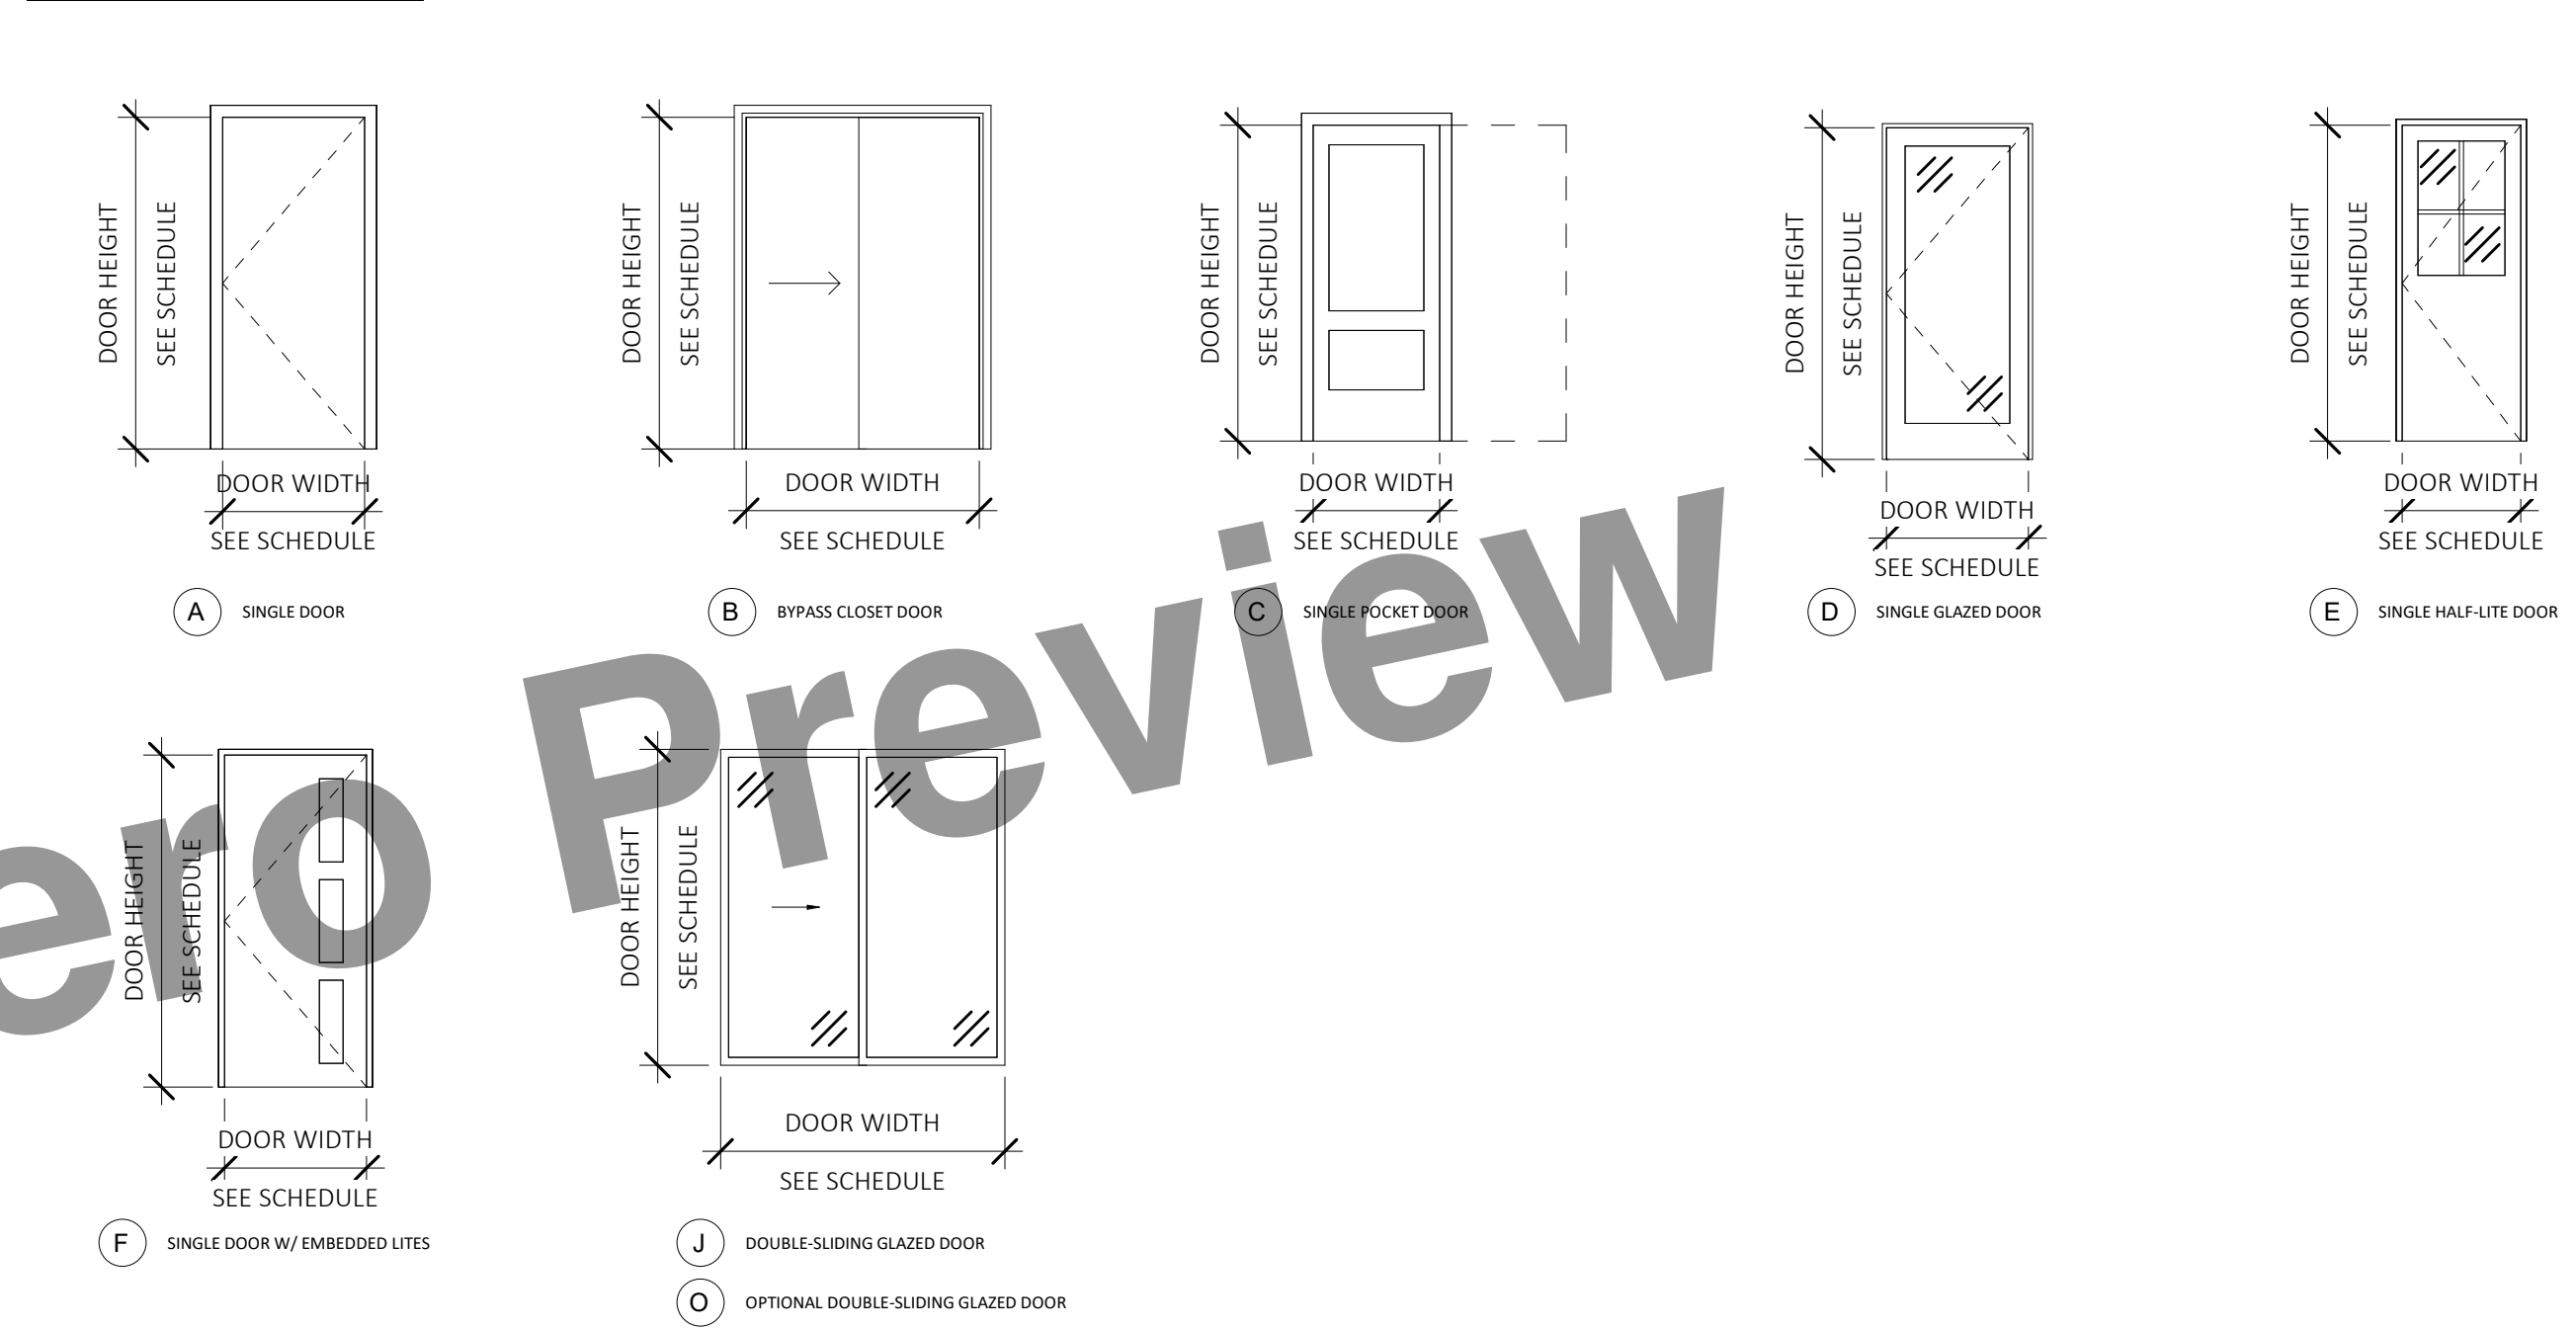 DOOR HEIGHT
SEE SCHEDULE
DOOR WIDTH
SEE SCHEDULE
A SINGLE DOOR
DOOR HEIGHT
SEE SCHEDULE
DOOR WIDTH
SEE SCHEDULE
B BYPASS CLOSET DOOR
DOOR HEIGHT
SEE SCHEDULE
DOOR WIDTH
SEE SCHEDULE
C SINGLE POCKET DOOR
DOOR HEIGHT
SEE SCHEDULE
DOOR WIDTH
SEE SCHEDULE
D SINGLE GLAZED DOOR
DOOR HEIGHT
SEE SCHEDULE
DOOR WIDTH
SEE SCHEDULE
E SINGLE HALF-LITE DOOR
DOOR HEIGHT
SEE SCHEDULE
DOOR WIDTH
SEE SCHEDULE
F SINGLE DOOR W/ EMBEDDED LITES
DOOR HEIGHT
SEE SCHEDULE
DOOR WIDTH
SEE SCHEDULE
J DOUBLE-SLIDING GLAZED DOOR
O OPTIONAL DOUBLE-SLIDING GLAZED DOOR
ero Preview